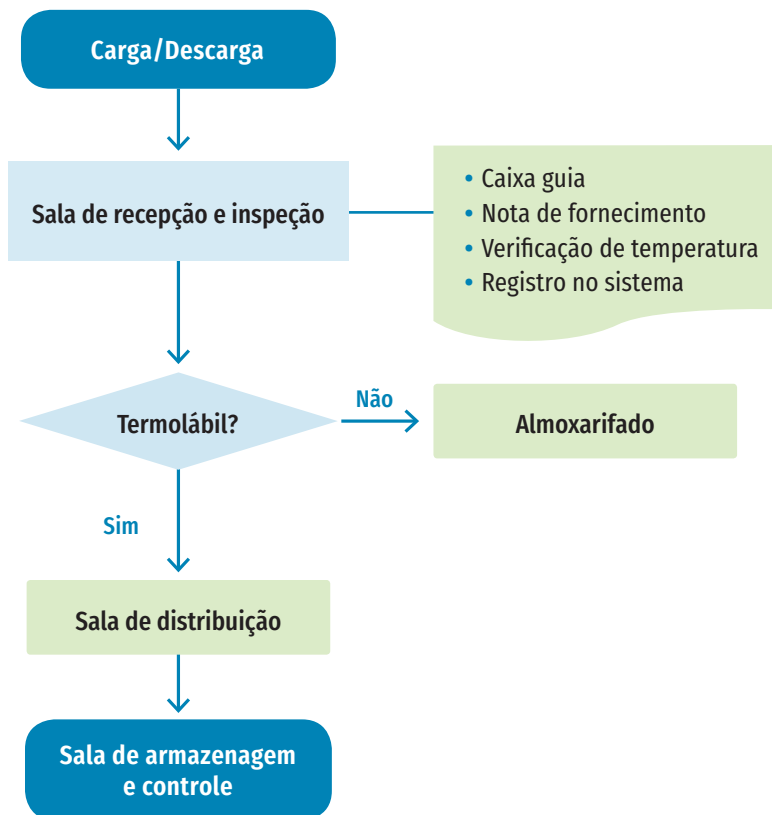 Carga/Descarga
Sala de recepção e inspeção
• Caixa guia
• Nota de fornecimento
• Verificação de temperatura
• Registro no sistema
Termolábil?
Não
Almoxarifado
Sim
Sala de distribuição
Sala de armazenagem
e controle